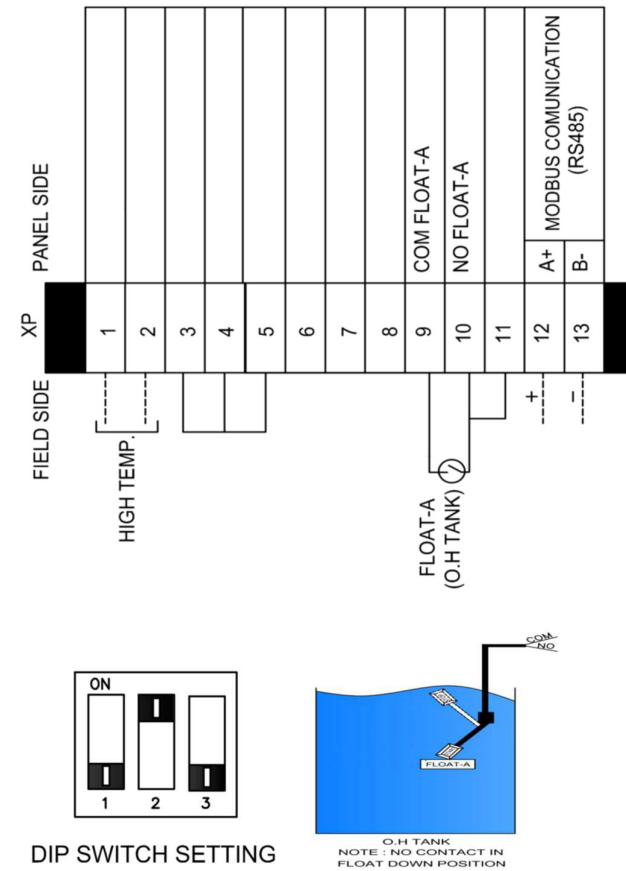 PANEL SIDE
XP
FIELD SIDE
1
2
3
4
5
6
7
8
9
10
11
12
13
COM FLOAT-A
NO FLOAT-A
A+
B-
MODBUS COMUNICATION
(RS485)
HIGH TEMP.
FLOAT-A
(O.H TANK)
+
-
ON
1 2 3
DIP SWITCH SETTING
COM
NO
FLOAT-A
O.H TANK
NOTE : NO CONTACT IN
FLOAT DOWN POSITION